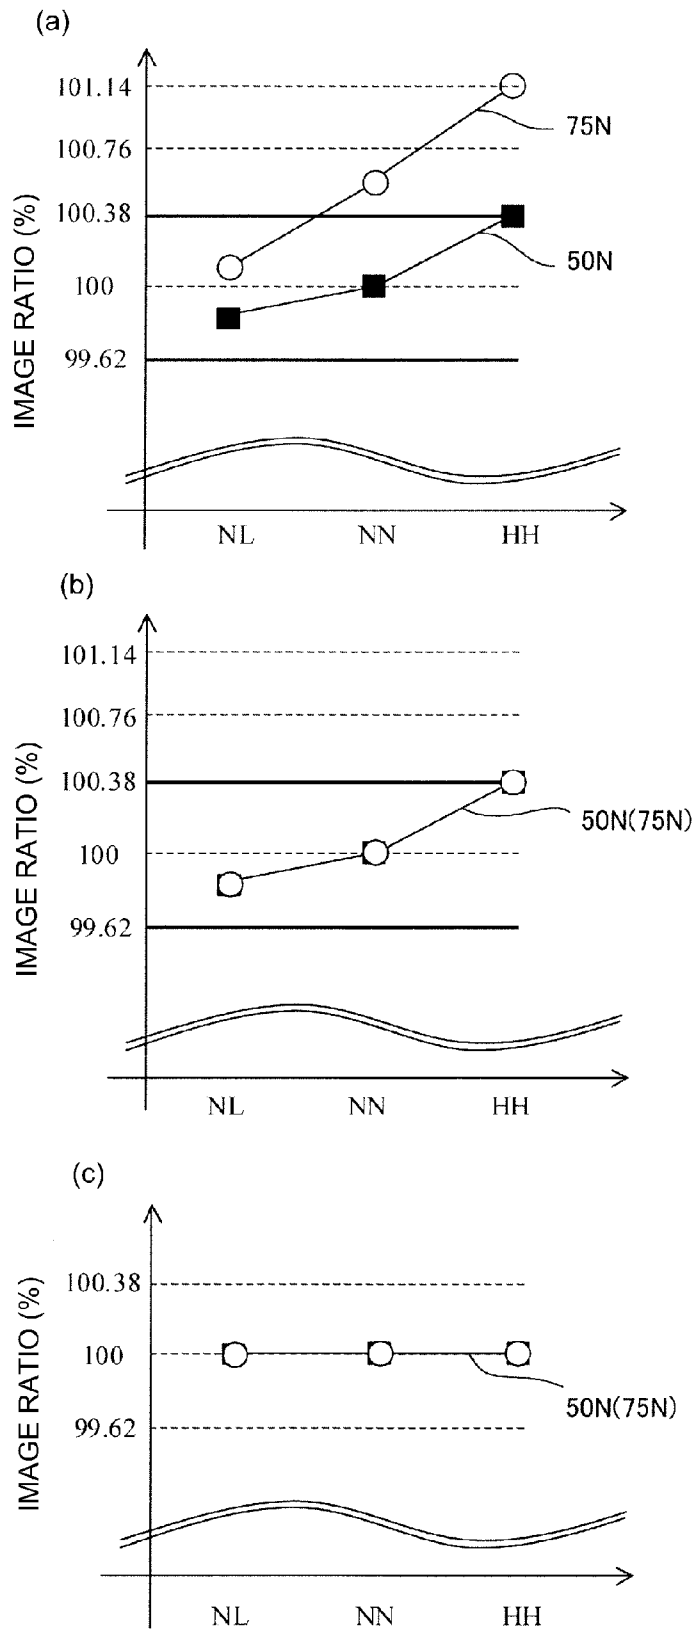 (a)
101.14
75N
100.76
100.38
50N
100
99.62
IMAGE RATIO (%)
NL NN HH
(b)
101.14
100.76
100.38
50N(75N)
100
99.62
IMAGE RATIO (%)
NL NN HH
(c)
100.38
100
50N(75N)
99.62
IMAGE RATIO (%)
NL NN HH